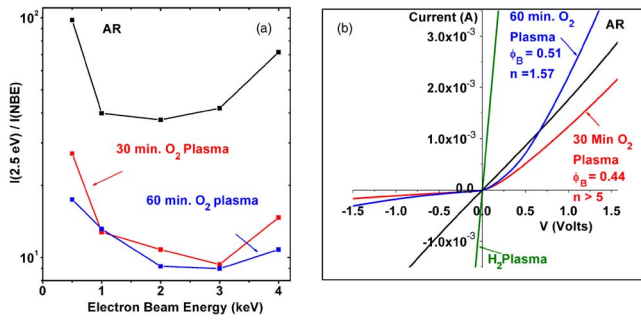 AR
(a)
10²
10¹
I(2.5 eV) / I(NBE)
30 min. O₂ Plasma
60 min. O₂ plasma
0
1
2
3
4
Electron Beam Energy (keV)
(b)
Current (A)
60 min. O₂
Plasma
ϕB = 0.51
n =1.57
AR
3.0x10⁻³
2.0x10⁻³
1.0x10⁻³
0.0
-1.0x10⁻³
30 Min O₂
Plasma
ϕB = 0.44
n > 5
-1.5
-1.0
-0.5
0.0
0.5
1.0
1.5
V (Volts)
H₂Plasma